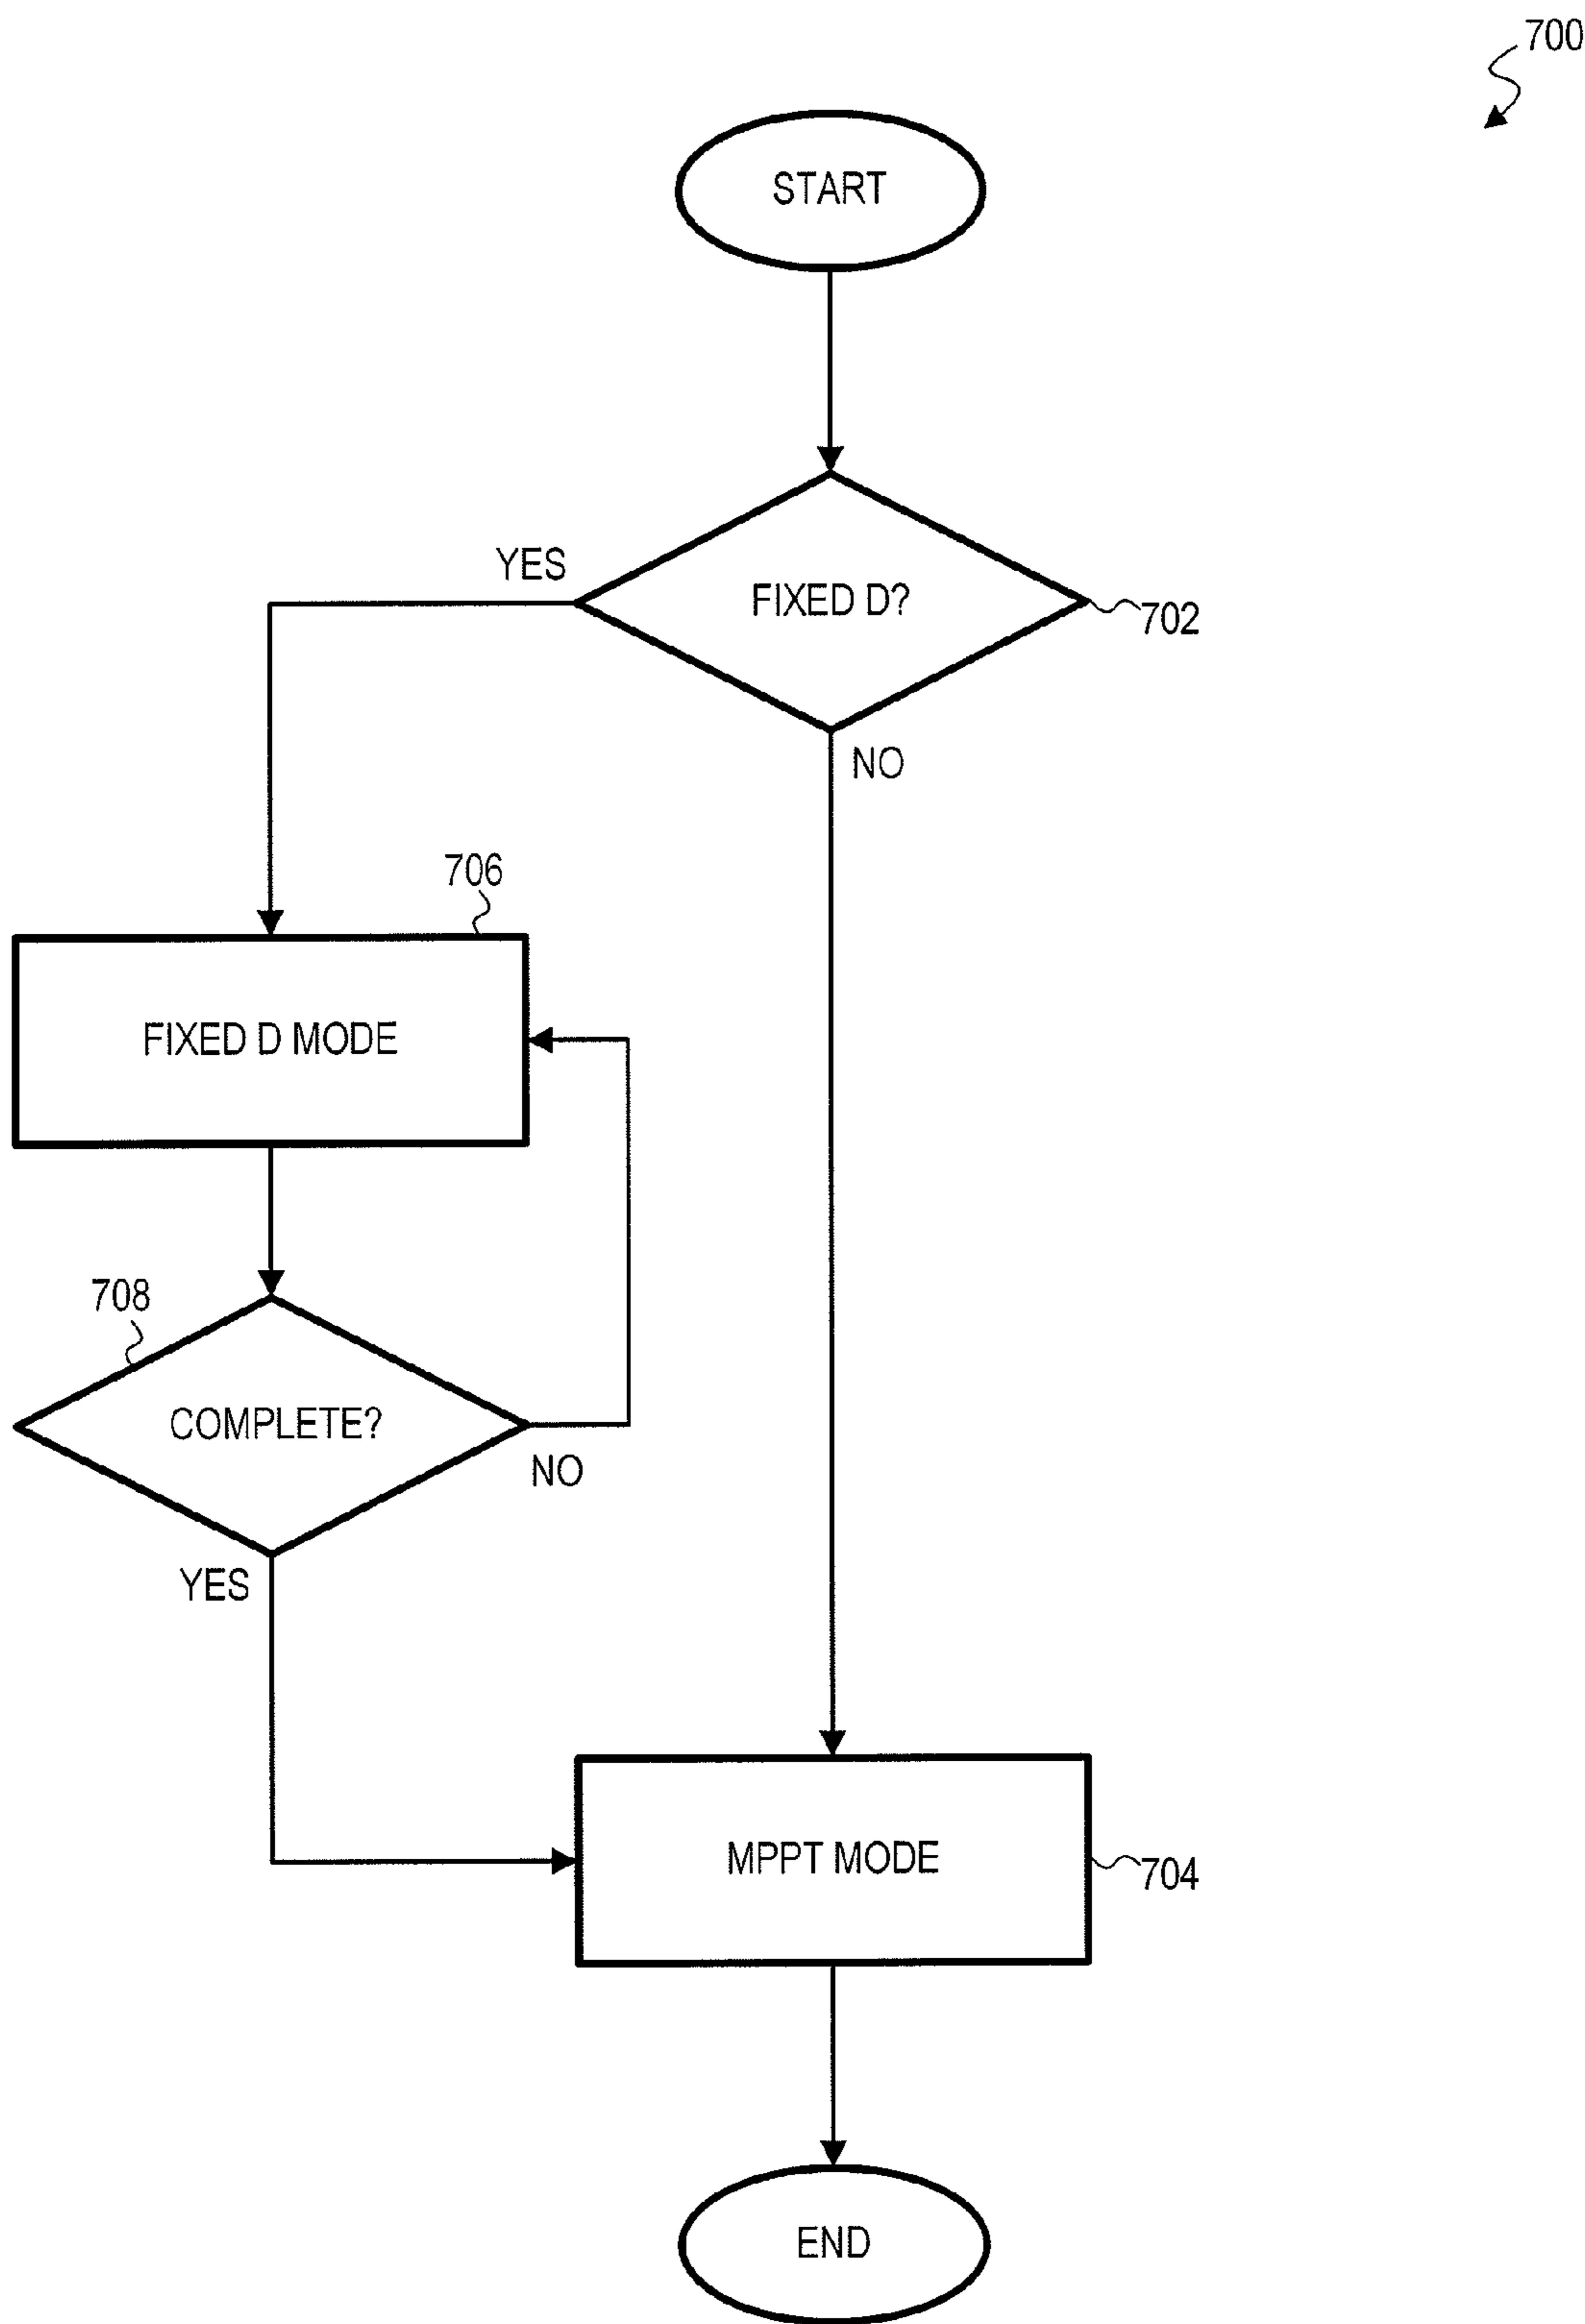 700
START
YES
FIXED D?
702
NO
706
FIXED D MODE
708
COMPLETE?
NO
YES
MPPT MODE
704
END